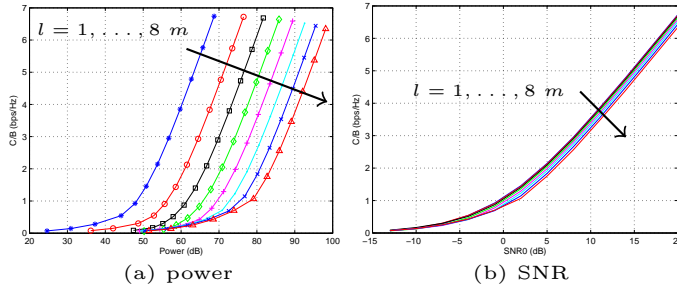 7
6
5
4
3
2
1
0
C/B (bps/Hz)
l = 1, . . . , 8 m
20 30 40 50 60 70 80 90 100
Power (dB)
(a) power
7
6
5
4
3
2
1
0
C/B (bps/Hz)
l = 1, . . . , 8 m
−15 −10 −5 0 5 10 15 20
SNR0 (dB)
(b) SNR